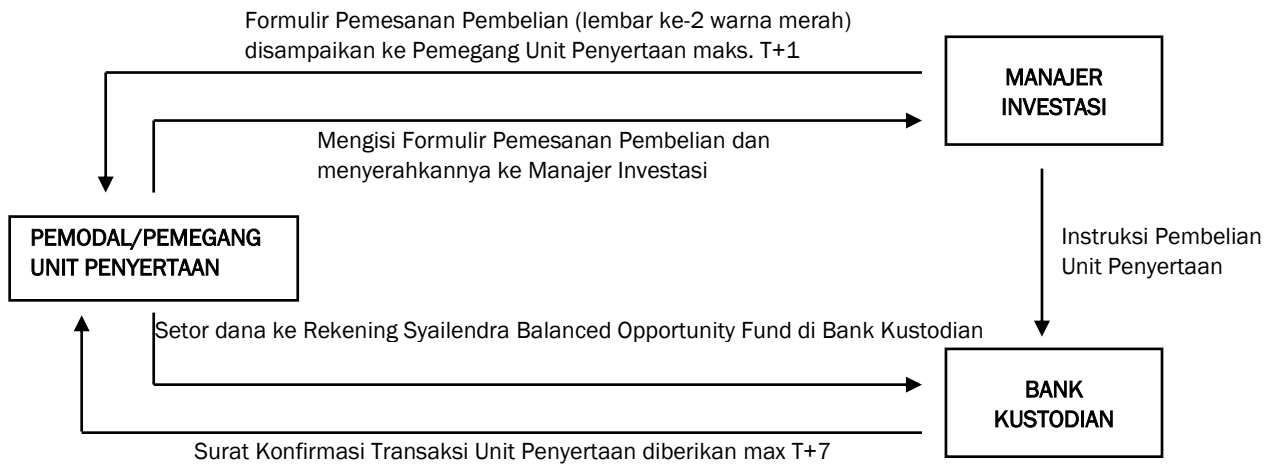 Formulir Pemesanan Pembelian (lembar ke-2 warna merah)
disampaikan ke Pemegang Unit Penyertaan maks. T+1
MANAJER
INVESTASI
Mengisi Formulir Pemesanan Pembelian dan
menyerahkannya ke Manajer Investasi
PEMODAL/PEMEGANG
UNIT PENYERTAAN
Instruksi Pembelian
Unit Penyertaan
Setor dana ke Rekening Syailendra Balanced Opportunity Fund di Bank Kustodian
BANK
KUSTODIAN
Surat Konfirmasi Transaksi Unit Penyertaan diberikan max T+7